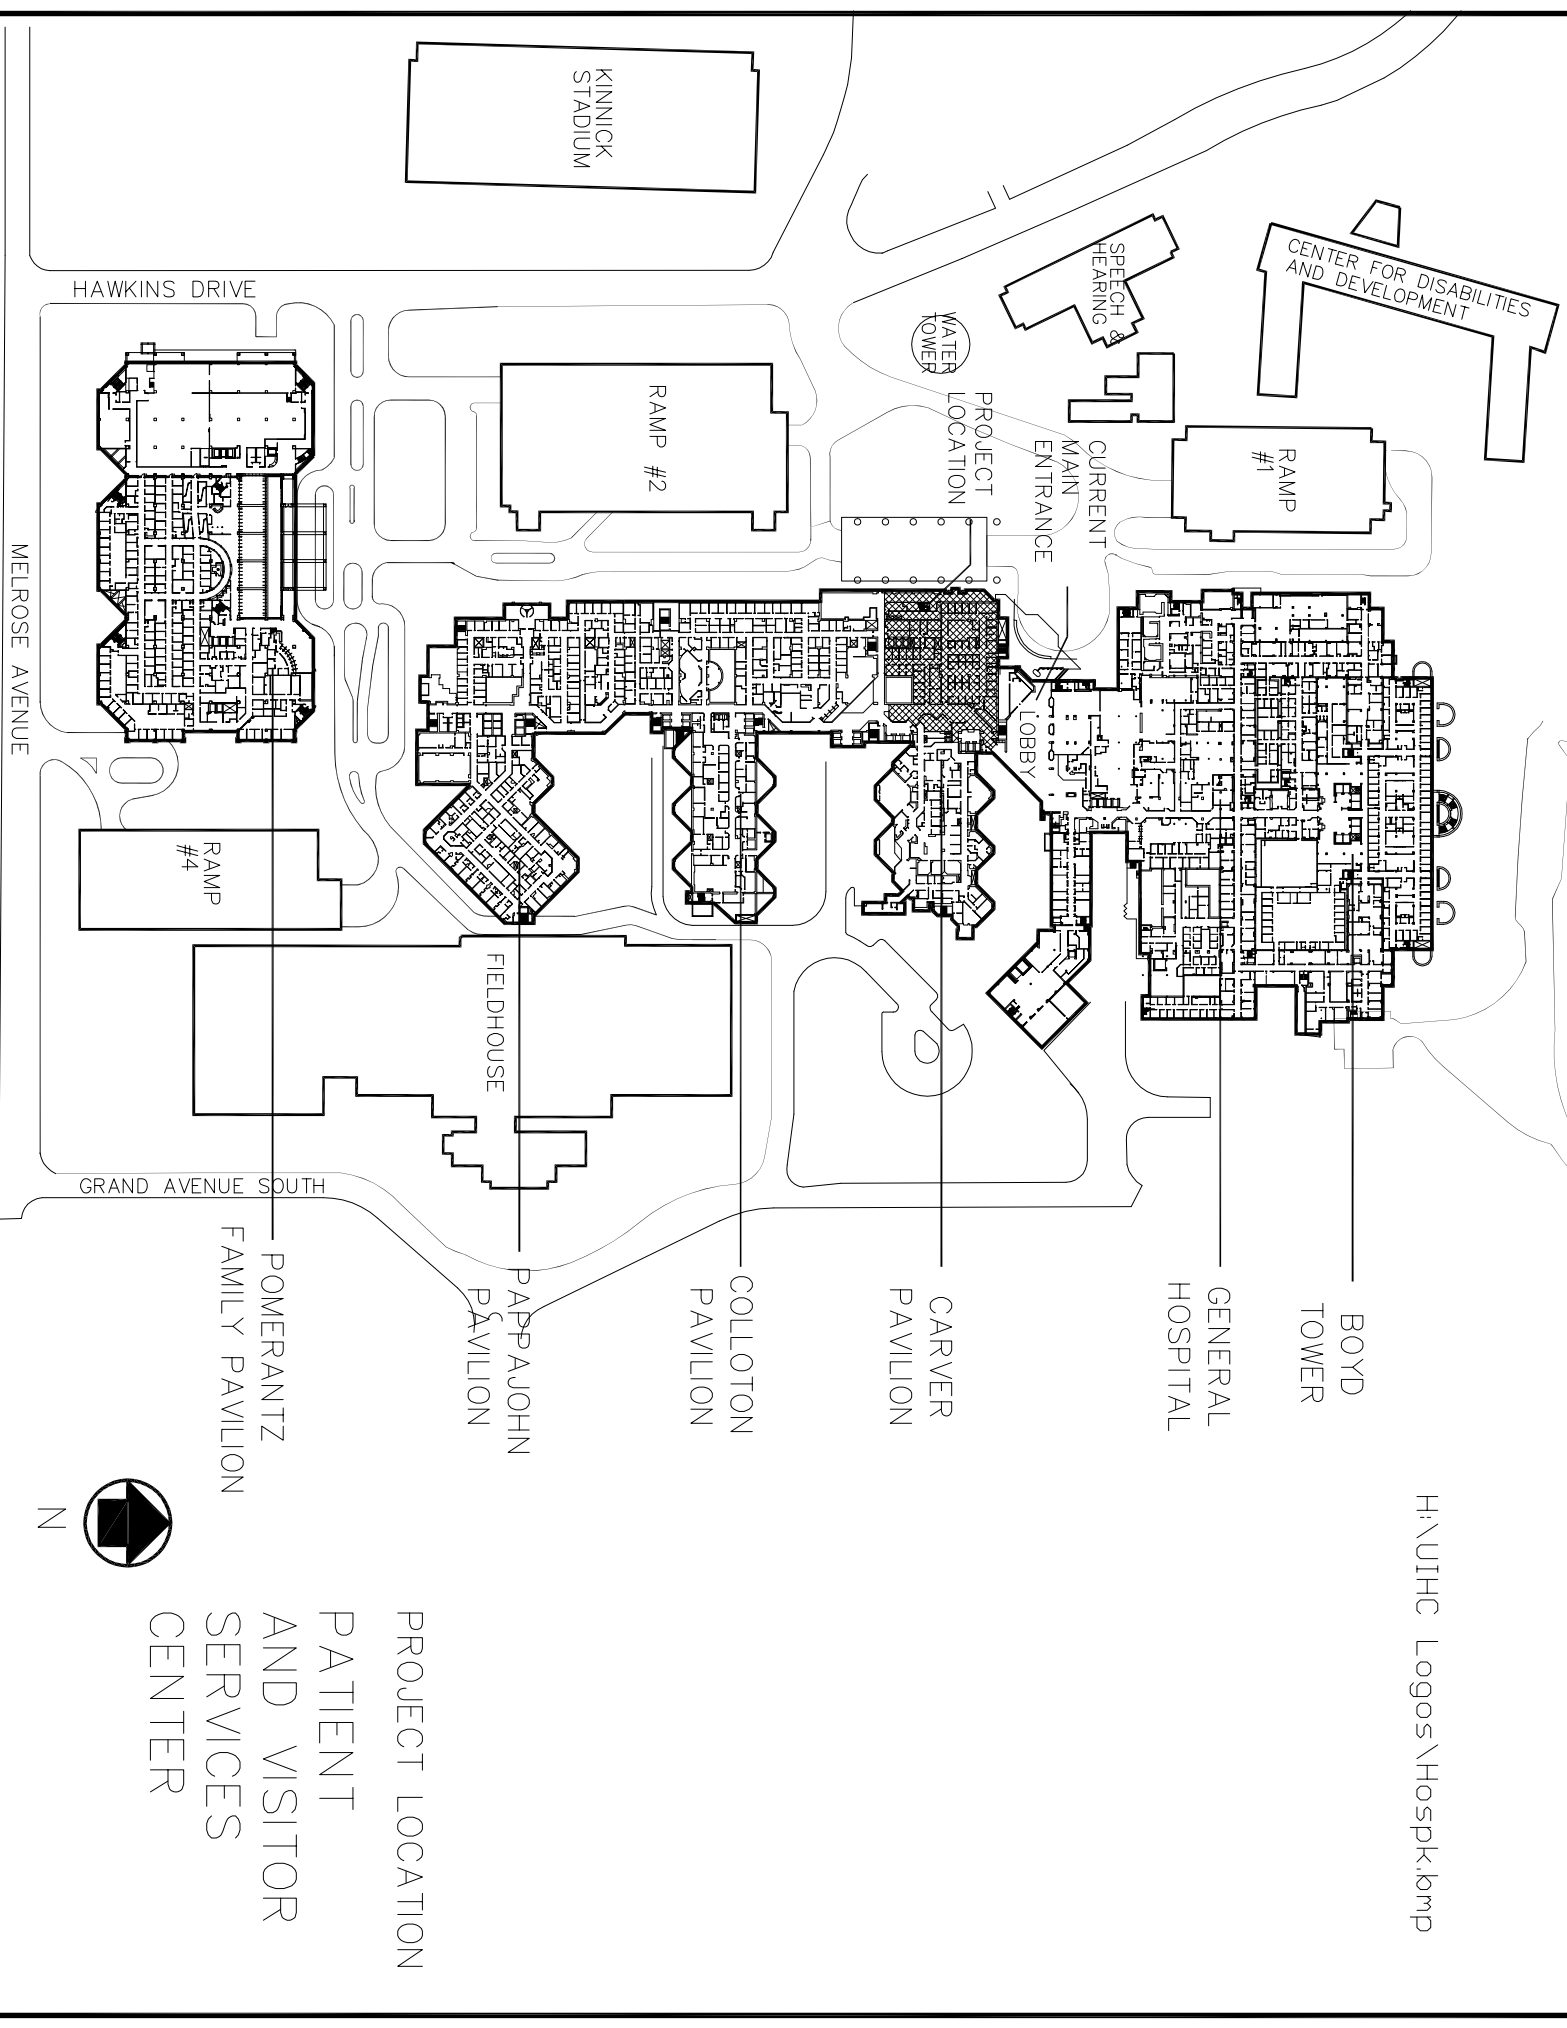 H:\UIHC Logos\Hospk.bmp
KINNICK
STADIUM
HAWKINS DRIVE
CENTER FOR DISABILITIES
AND DEVELOPMENT
SPEECH &
HEARING
WATER
TOWER
RAMP
#1
RAMP #2
PROJECT
LOCATION
CURRENT
MAIN
ENTRANCE
LOBBY
MELROSE AVENUE
RAMP
#4
FIELDHOUSE
GRAND AVENUE SOUTH
BOYD
TOWER
GENERAL
HOSPITAL
CARVER
PAVILION
COLLOTON
PAVILION
PAPPAJOHN
PAVILION
POMERANTZ
FAMILY PAVILION
N
PROJECT LOCATION
PATIENT
AND VISITOR
SERVICES
CENTER